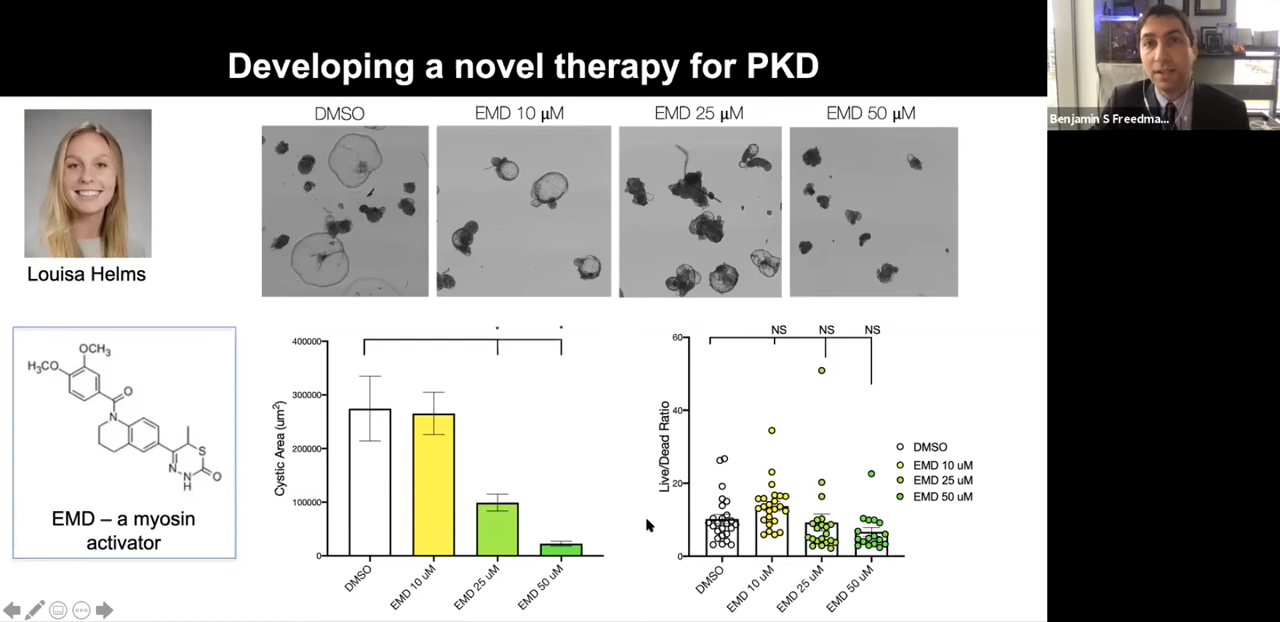 Developing a novel therapy for PKD
Benjamin S Freedma...
DMSO
EMD 10 µM
EMD 25 µM
EMD 50 µM
Louisa Helms
OCH₃
H₃CO
O
N
S
N
N
H
O
EMD – a myosin
activator
Cystic Area (um²)
400000
300000
200000
100000
0
*
*
DMSO
EMD 10 uM
EMD 25 uM
EMD 50 uM
Live/Dead Ratio
60
40
20
0
NS
NS
NS
DMSO
EMD 10 uM
EMD 25 uM
EMD 50 uM
DMSO
EMD 10 uM
EMD 25 uM
EMD 50 uM